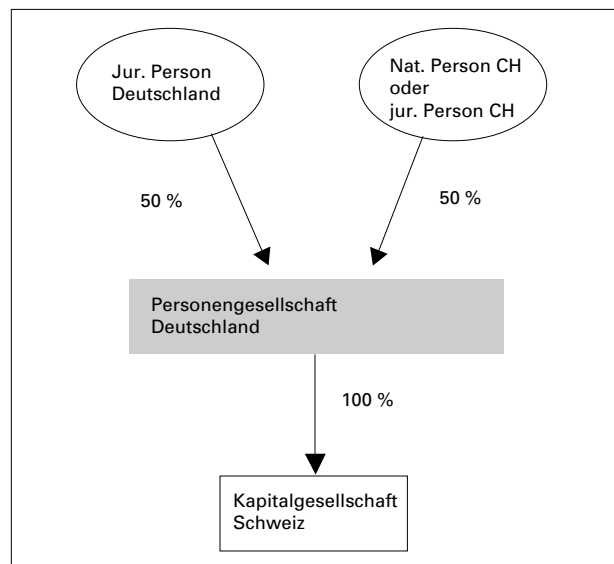 Jur. Person
Deutschland
Nat. Person CH
oder
jur. Person CH
50 %
50 %
Personengesellschaft
Deutschland
100 %
Kapitalgesellschaft
Schweiz